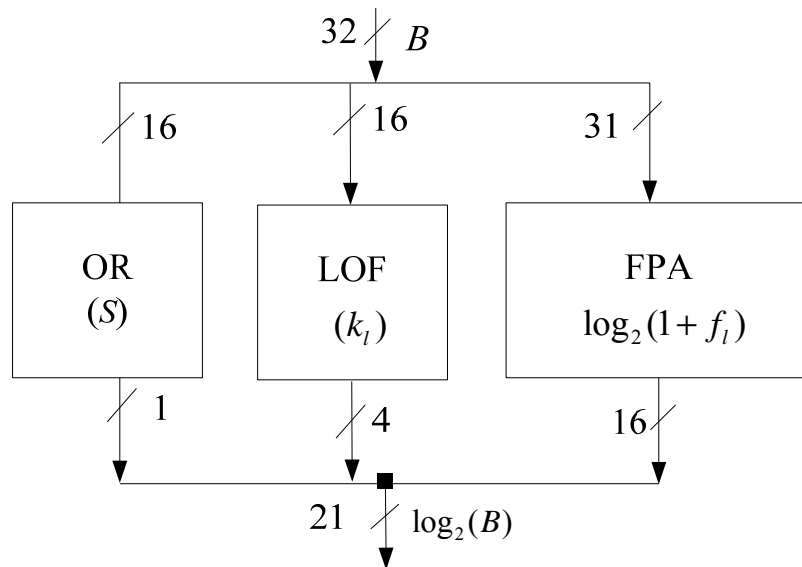 32 B
16 16 31
OR LOF FPA
(S) (k_l) log_2(1 + f_l)
1 4 16
21 log_2(B)